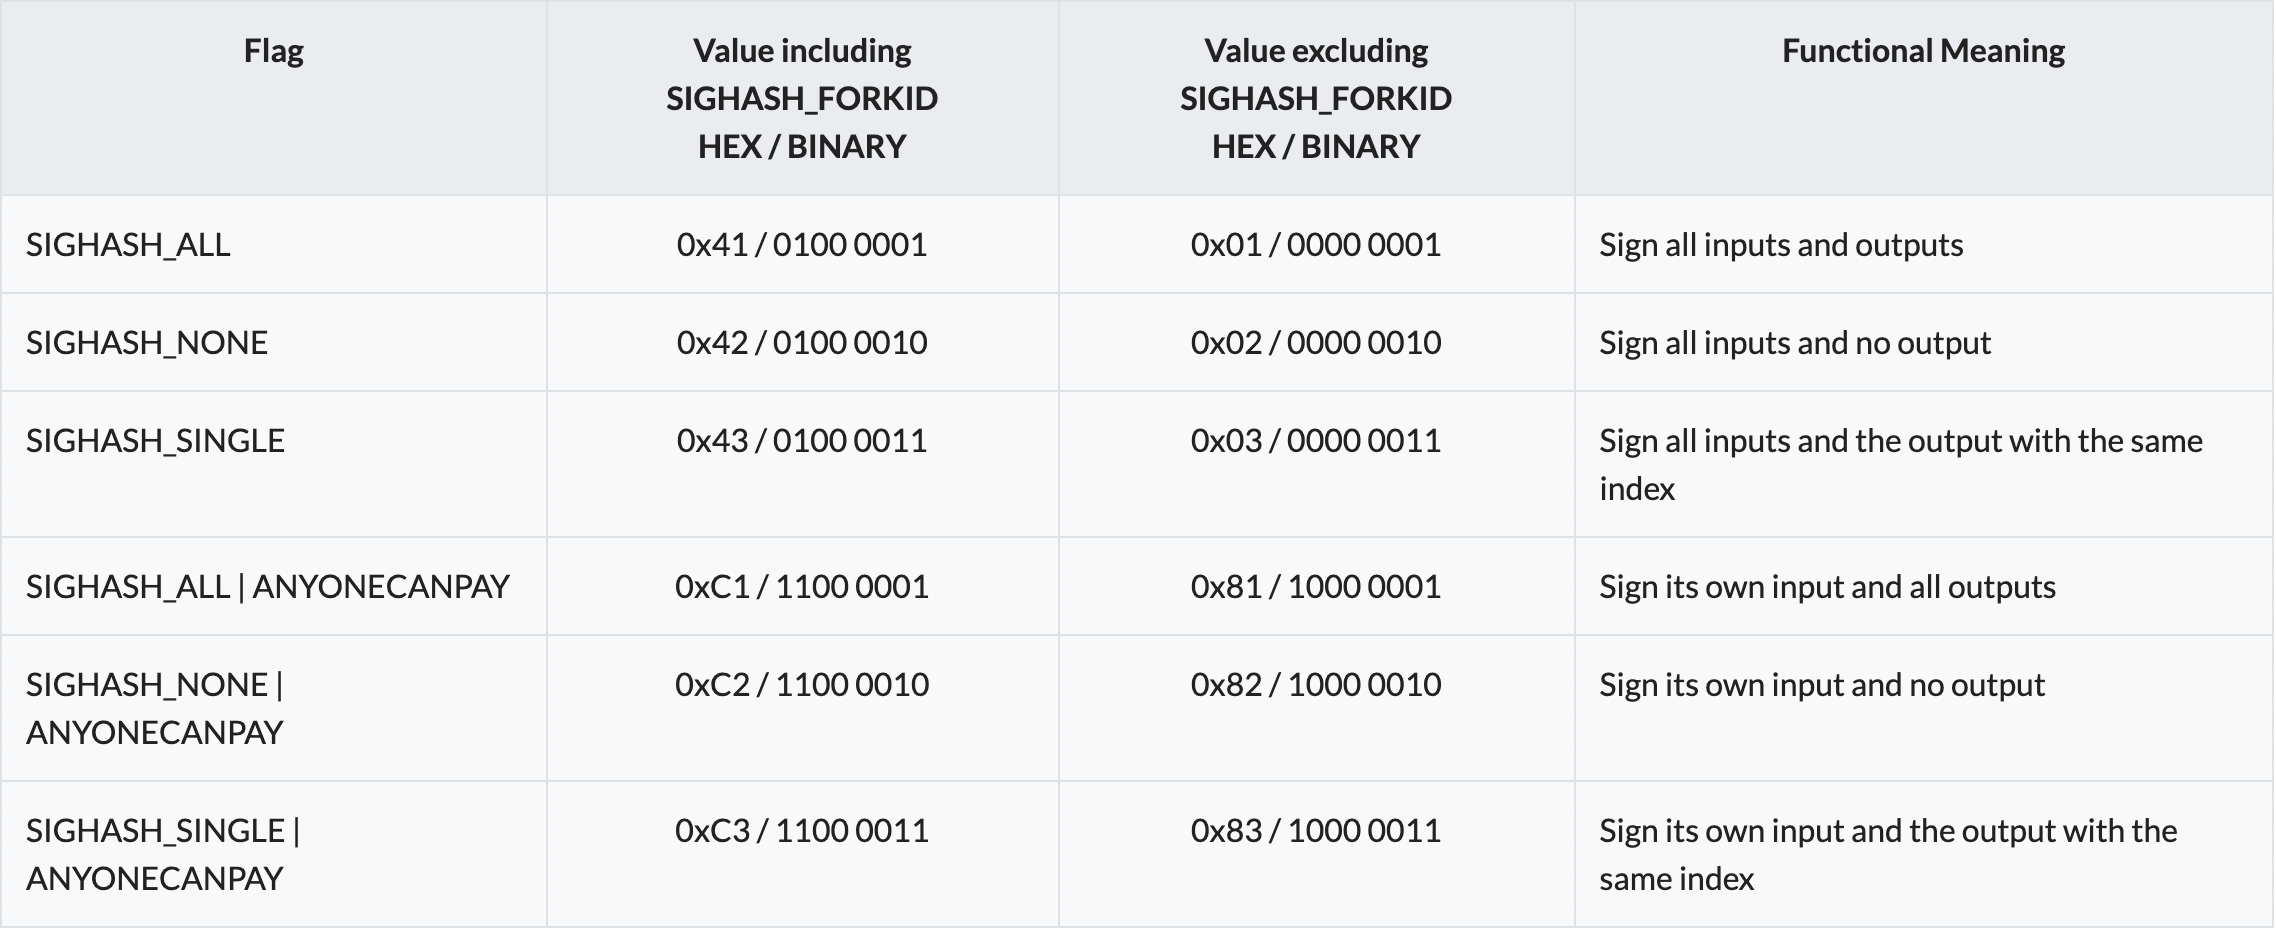 Flag
Value including
SIGHASH_FORKID
HEX / BINARY
Value excluding
SIGHASH_FORKID
HEX / BINARY
Functional Meaning
SIGHASH_ALL
0x41 / 0100 0001
0x01 / 0000 0001
Sign all inputs and outputs
SIGHASH_NONE
0x42 / 0100 0010
0x02 / 0000 0010
Sign all inputs and no output
SIGHASH_SINGLE
0x43 / 0100 0011
0x03 / 0000 0011
Sign all inputs and the output with the same
index
SIGHASH_ALL | ANYONECANPAY
0xC1 / 1100 0001
0x81 / 1000 0001
Sign its own input and all outputs
SIGHASH_NONE |
ANYONECANPAY
0xC2 / 1100 0010
0x82 / 1000 0010
Sign its own input and no output
SIGHASH_SINGLE |
ANYONECANPAY
0xC3 / 1100 0011
0x83 / 1000 0011
Sign its own input and the output with the
same index